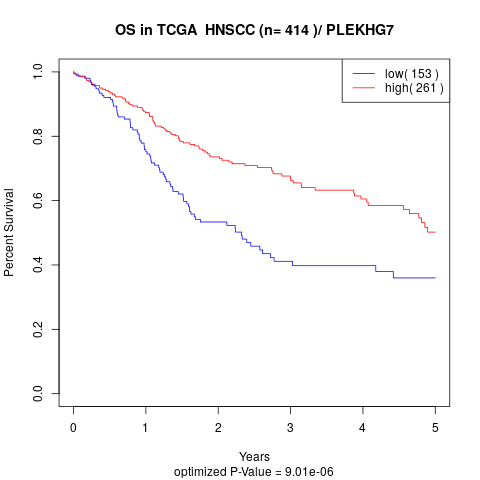 OS in TCGA  HNSCC (n= 414 )/ PLEKHG7
low( 153 )
high( 261 )
Percent Survival
1.0
0.8
0.6
0.4
0.2
0.0
0 1 2 3 4 5
Years
optimized P-Value = 9.01e-06